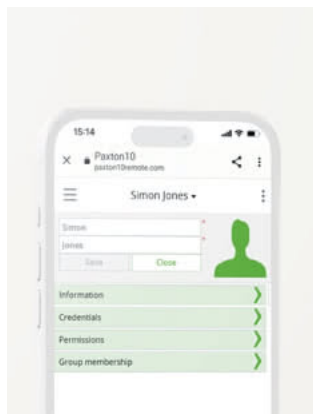 15:14
Paxton10
paxton10remote.com
Simon Jones
Simon
Jones
Save
Close
Information
Credentials
Permissions
Group membership